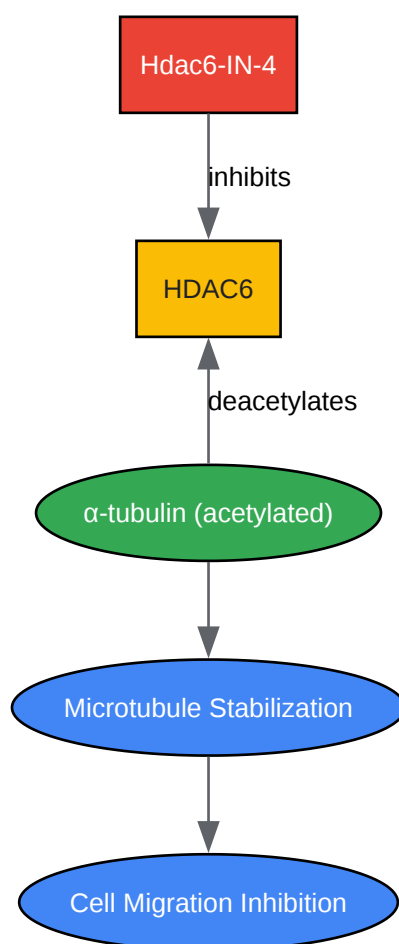 Hdac6-IN-4
inhibits
HDAC6
deacetylates
α-tubulin (acetylated)
Microtubule Stabilization
Cell Migration Inhibition